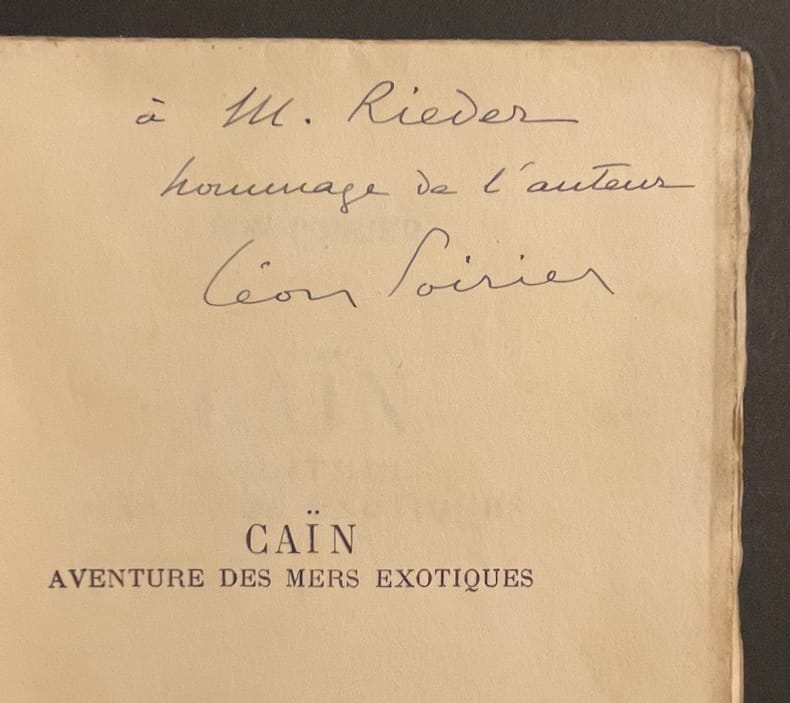 à M. Rieder
hommage de l'auteur
Léon Poirier
CAÏN
AVENTURE DES MERS EXOTIQUES